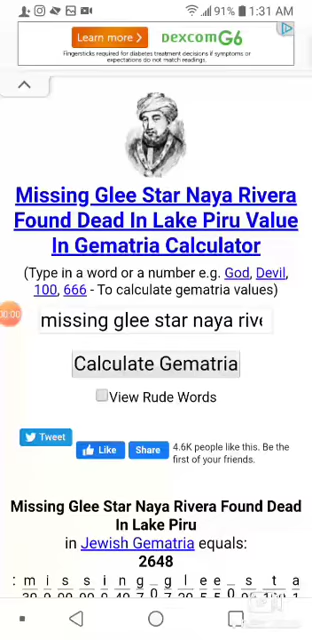 91% 1:31 AM
Learn more > Dexcom G6
Fingersticks required for diabetes treatment decisions if symptoms or
expectations do not match readings.
Missing Glee Star Naya Rivera
Found Dead In Lake Piru Value
In Gematria Calculator
(Type in a word or a number e.g. God, Devil,
100, 666 - To calculate gematria values)
00:00
missing glee star naya rive
Calculate Gematria
View Rude Words
Tweet
Like Share 4.6K people like this. Be the
first of your friends.
Missing Glee Star Naya Rivera Found Dead
In Lake Piru
in Jewish Gematria equals:
2648
: m i s s i n g _ g l e e _ s t a